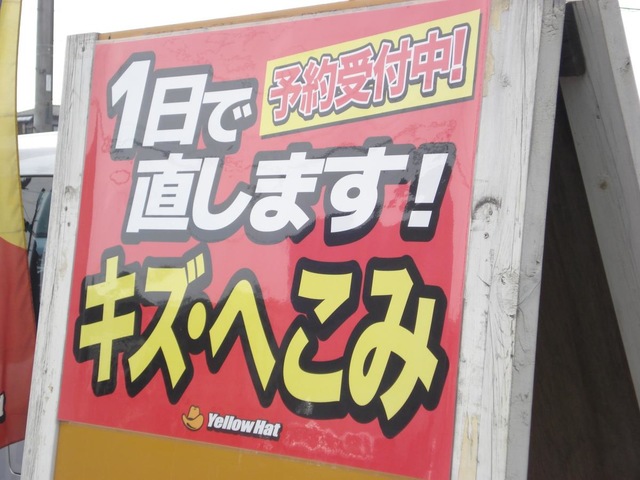 予約受付中!
1日で
直します!
キズ・へこみ
YellowHat